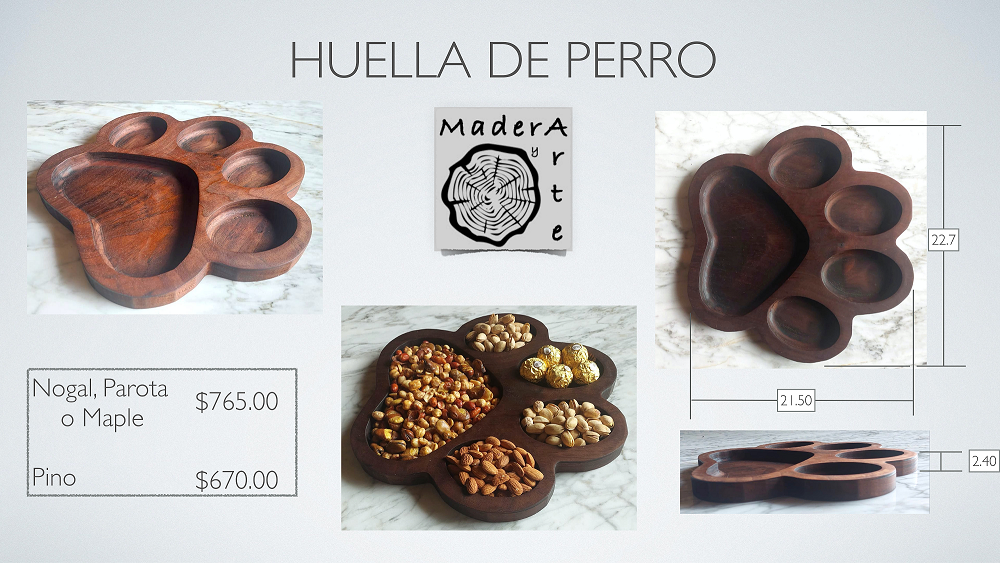 HUELLA DE PERRO
MaderA
y r
t
e
22.7
Nogal, Parota
o Maple
$765.00
21.50
Pino
$670.00
2.40